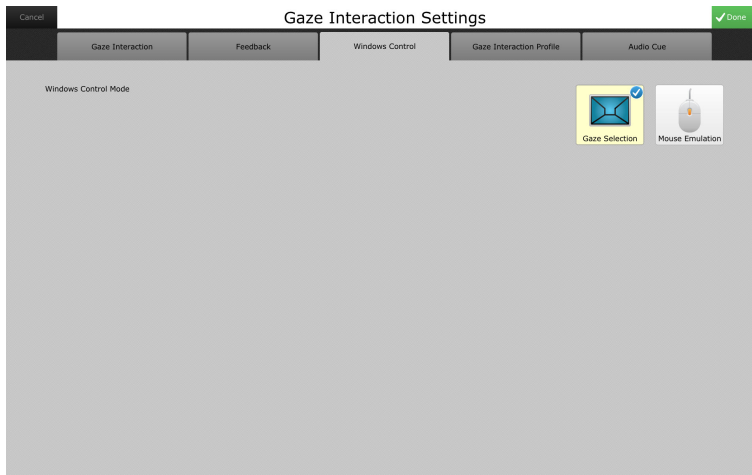 Cancel
Gaze Interaction Settings
Done
Gaze Interaction
Feedback
Windows Control
Gaze Interaction Profile
Audio Cue
Windows Control Mode
Gaze Selection
Mouse Emulation